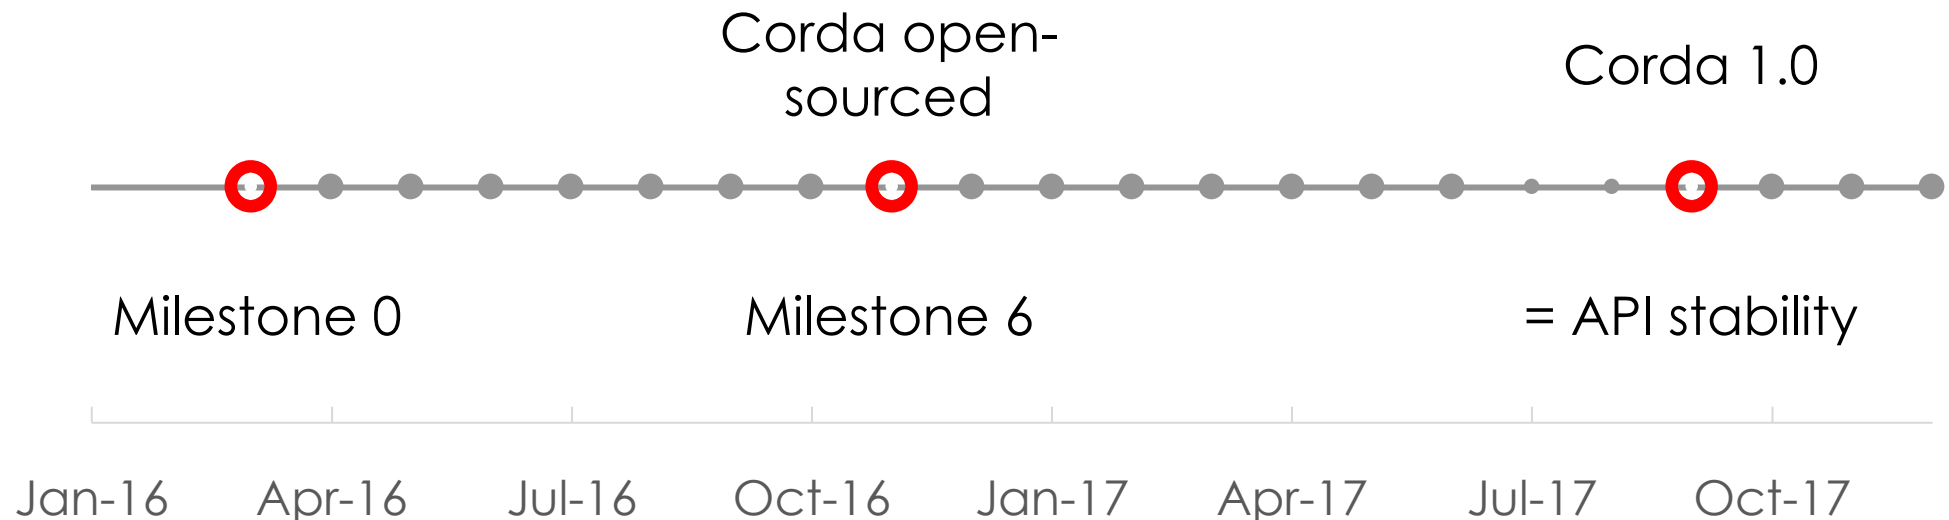 Corda open-
sourced
Corda 1.0
Milestone 0
Milestone 6
= API stability
Jan-16
Apr-16
Jul-16
Oct-16
Jan-17
Apr-17
Jul-17
Oct-17